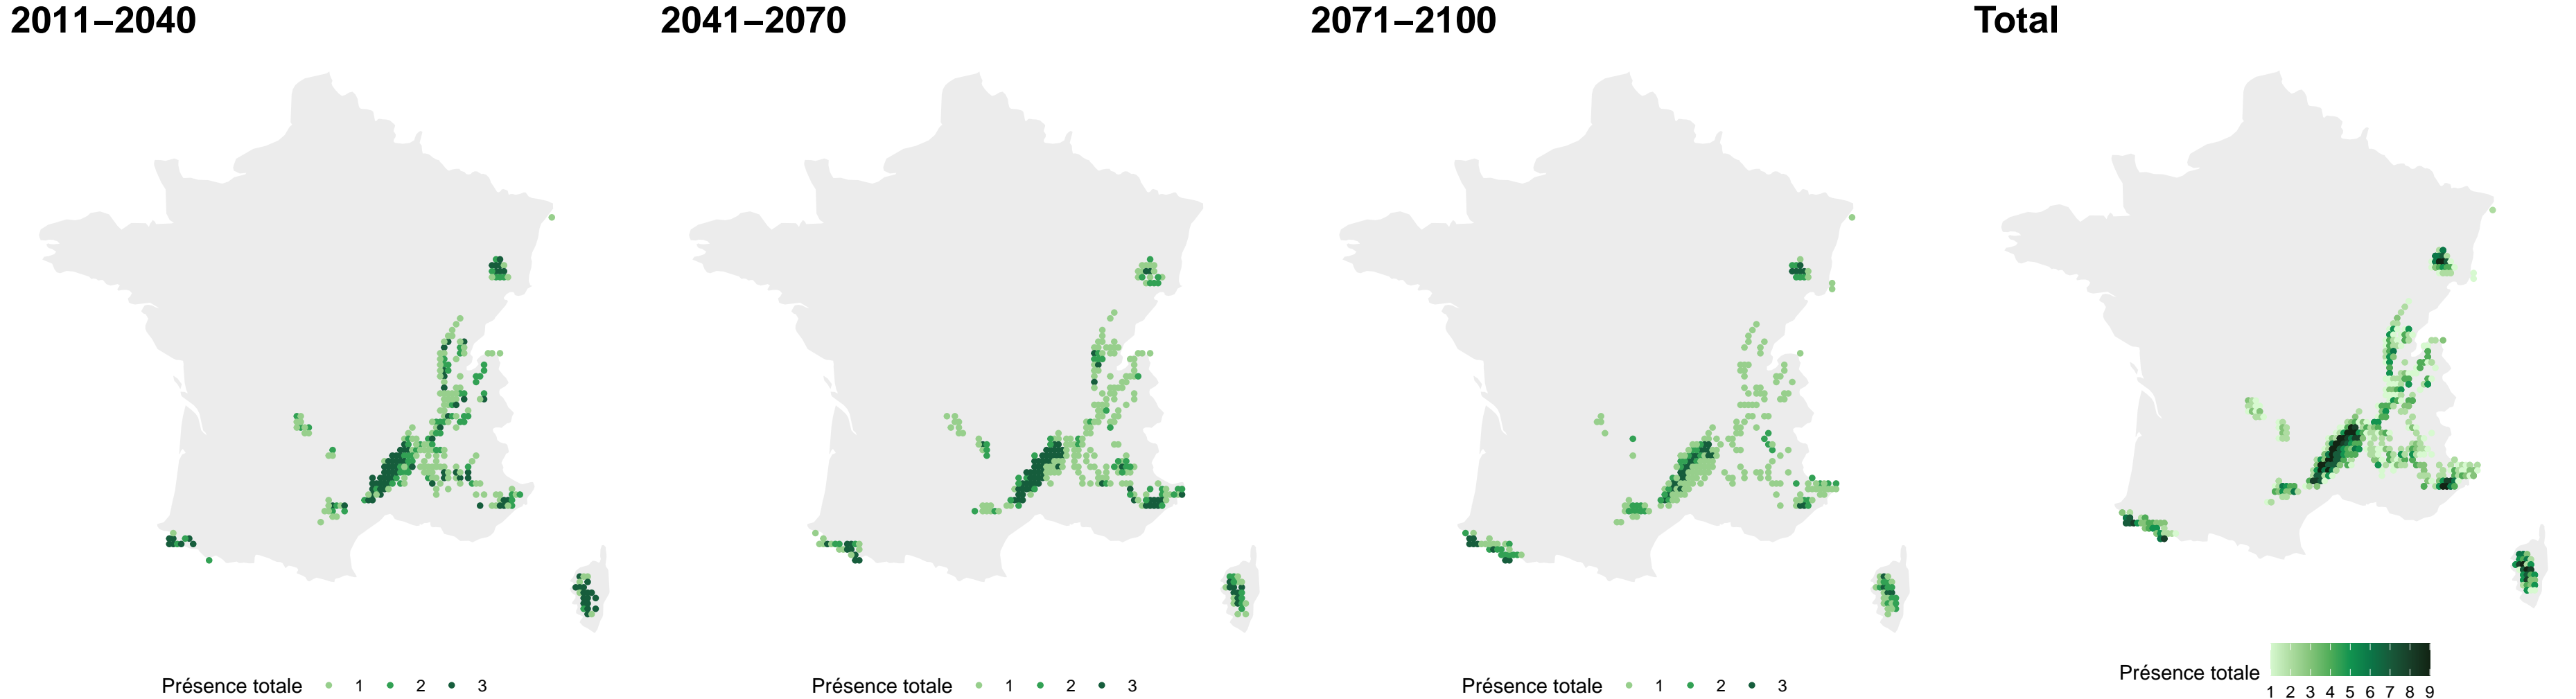 2011–2040
2041–2070
2071–2100
Total
Présence totale 1 2 3
Présence totale 1 2 3
Présence totale 1 2 3
Présence totale
1 2 3 4 5 6 7 8 9